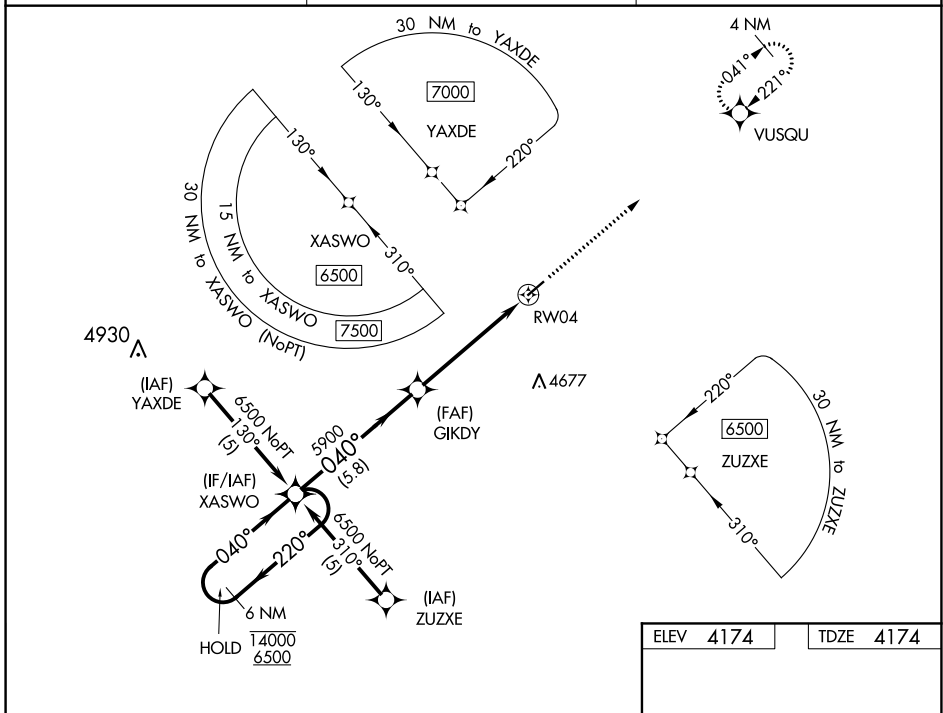 30 NM to YAXDE
130°
7000
YAXDE
220°
4 NM
041°
221°
VUSQU
130°
XASWO
6500
310°
15 NM to XASWO
7500
30 NM to XASWO (NoPT)
RW04
4930
4677
(IAF)
YAXDE
6500 NoPT
130°
(5)
(FAF)
GIKDY
5900
040°
(5.8)
(IF/IAF)
XASWO
6500 NoPT
310°
(5)
040°
220°
6 NM
HOLD
14000
6500
(IAF)
ZUZXE
220°
6500
ZUZXE
30 NM to ZUZXE
310°
ELEV 4174
TDZE 4174